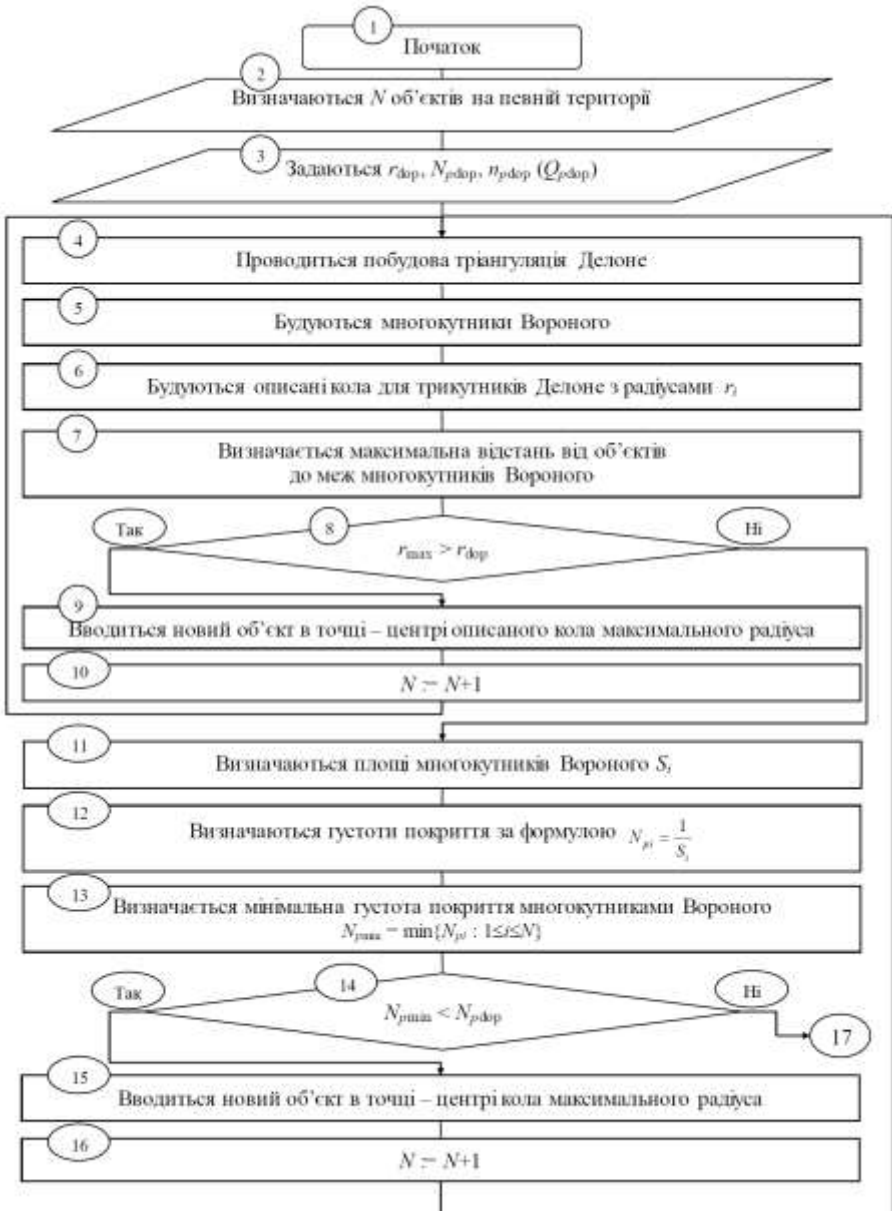 1
Початок
2
Визначаються N об’єктів на певній території
3
Задаються r_dop, N_pdop, n_pdop (Q_pdop)
4
Проводиться побудова тріангуляція Делоне
5
Будуються многокутники Вороного
6
Будуються описані кола для трикутників Делоне з радіусами r_i
7
Визначається максимальна відстань від об’єктів
до меж многокутників Вороного
Так
8
Ні
r_max > r_dop
9
Вводиться новий об’єкт в точці – центрі описаного кола максимального радіуса
10
N := N+1
11
Визначаються площі многокутників Вороного S_i
12
Визначаються густоти покриття за формулою N_pi = 1/S_i
13
Визначається мінімальна густота покриття многокутниками Вороного
N_pmin = min{N_pi : 1≤i≤N}
Так
14
Ні
N_pmin < N_pdop
17
15
Вводиться новий об’єкт в точці – центрі кола максимального радіуса
16
N := N+1